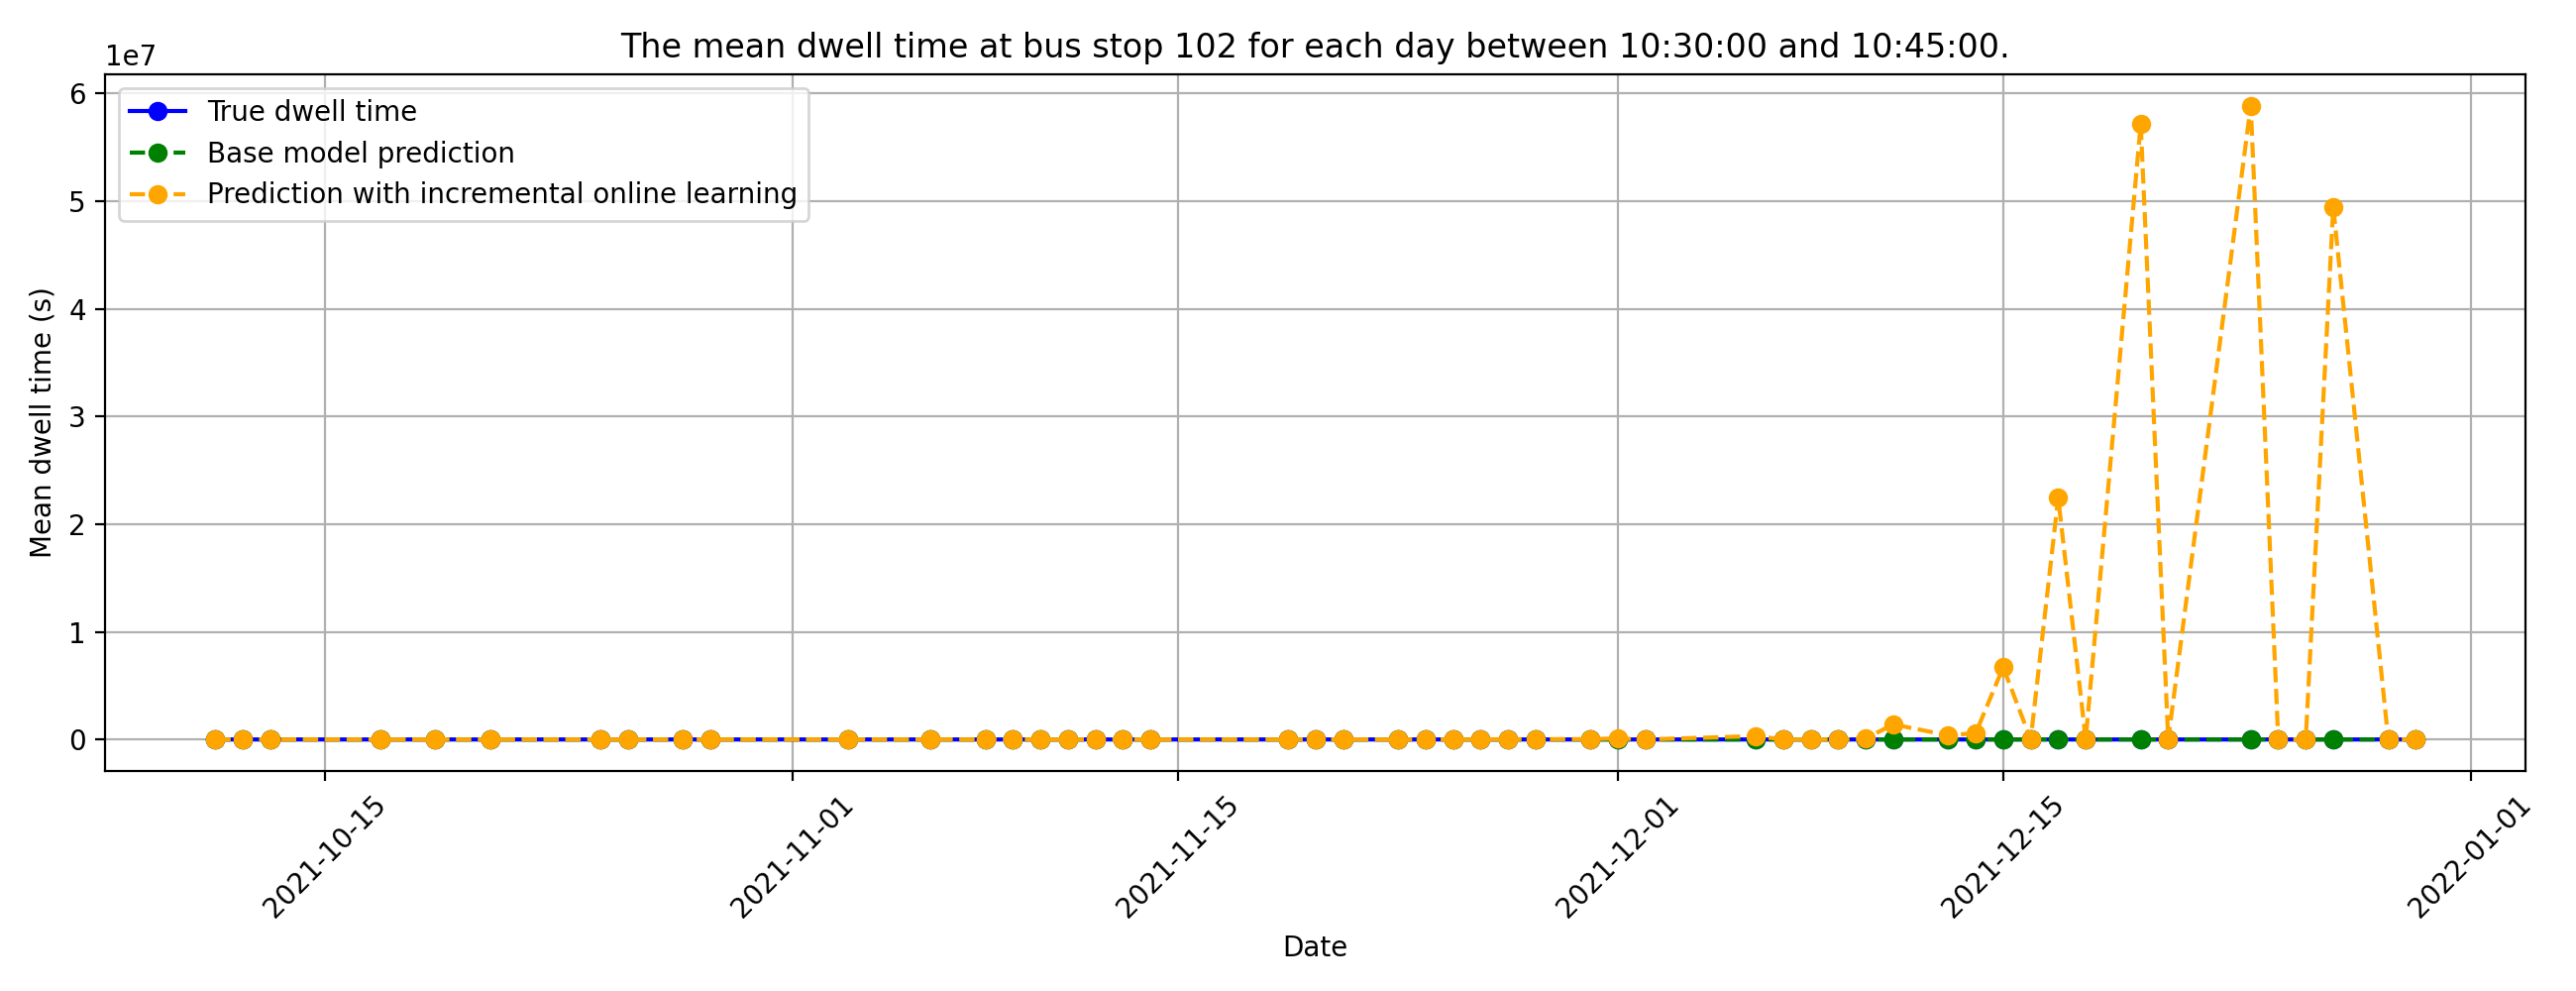 The mean dwell time at bus stop 102 for each day between 10:30:00 and 10:45:00.
1e7
True dwell time
Base model prediction
Prediction with incremental online learning
Mean dwell time (s)
6
5
4
3
2
1
0
2021-10-15
2021-11-01
2021-11-15
2021-12-01
2021-12-15
2022-01-01
Date